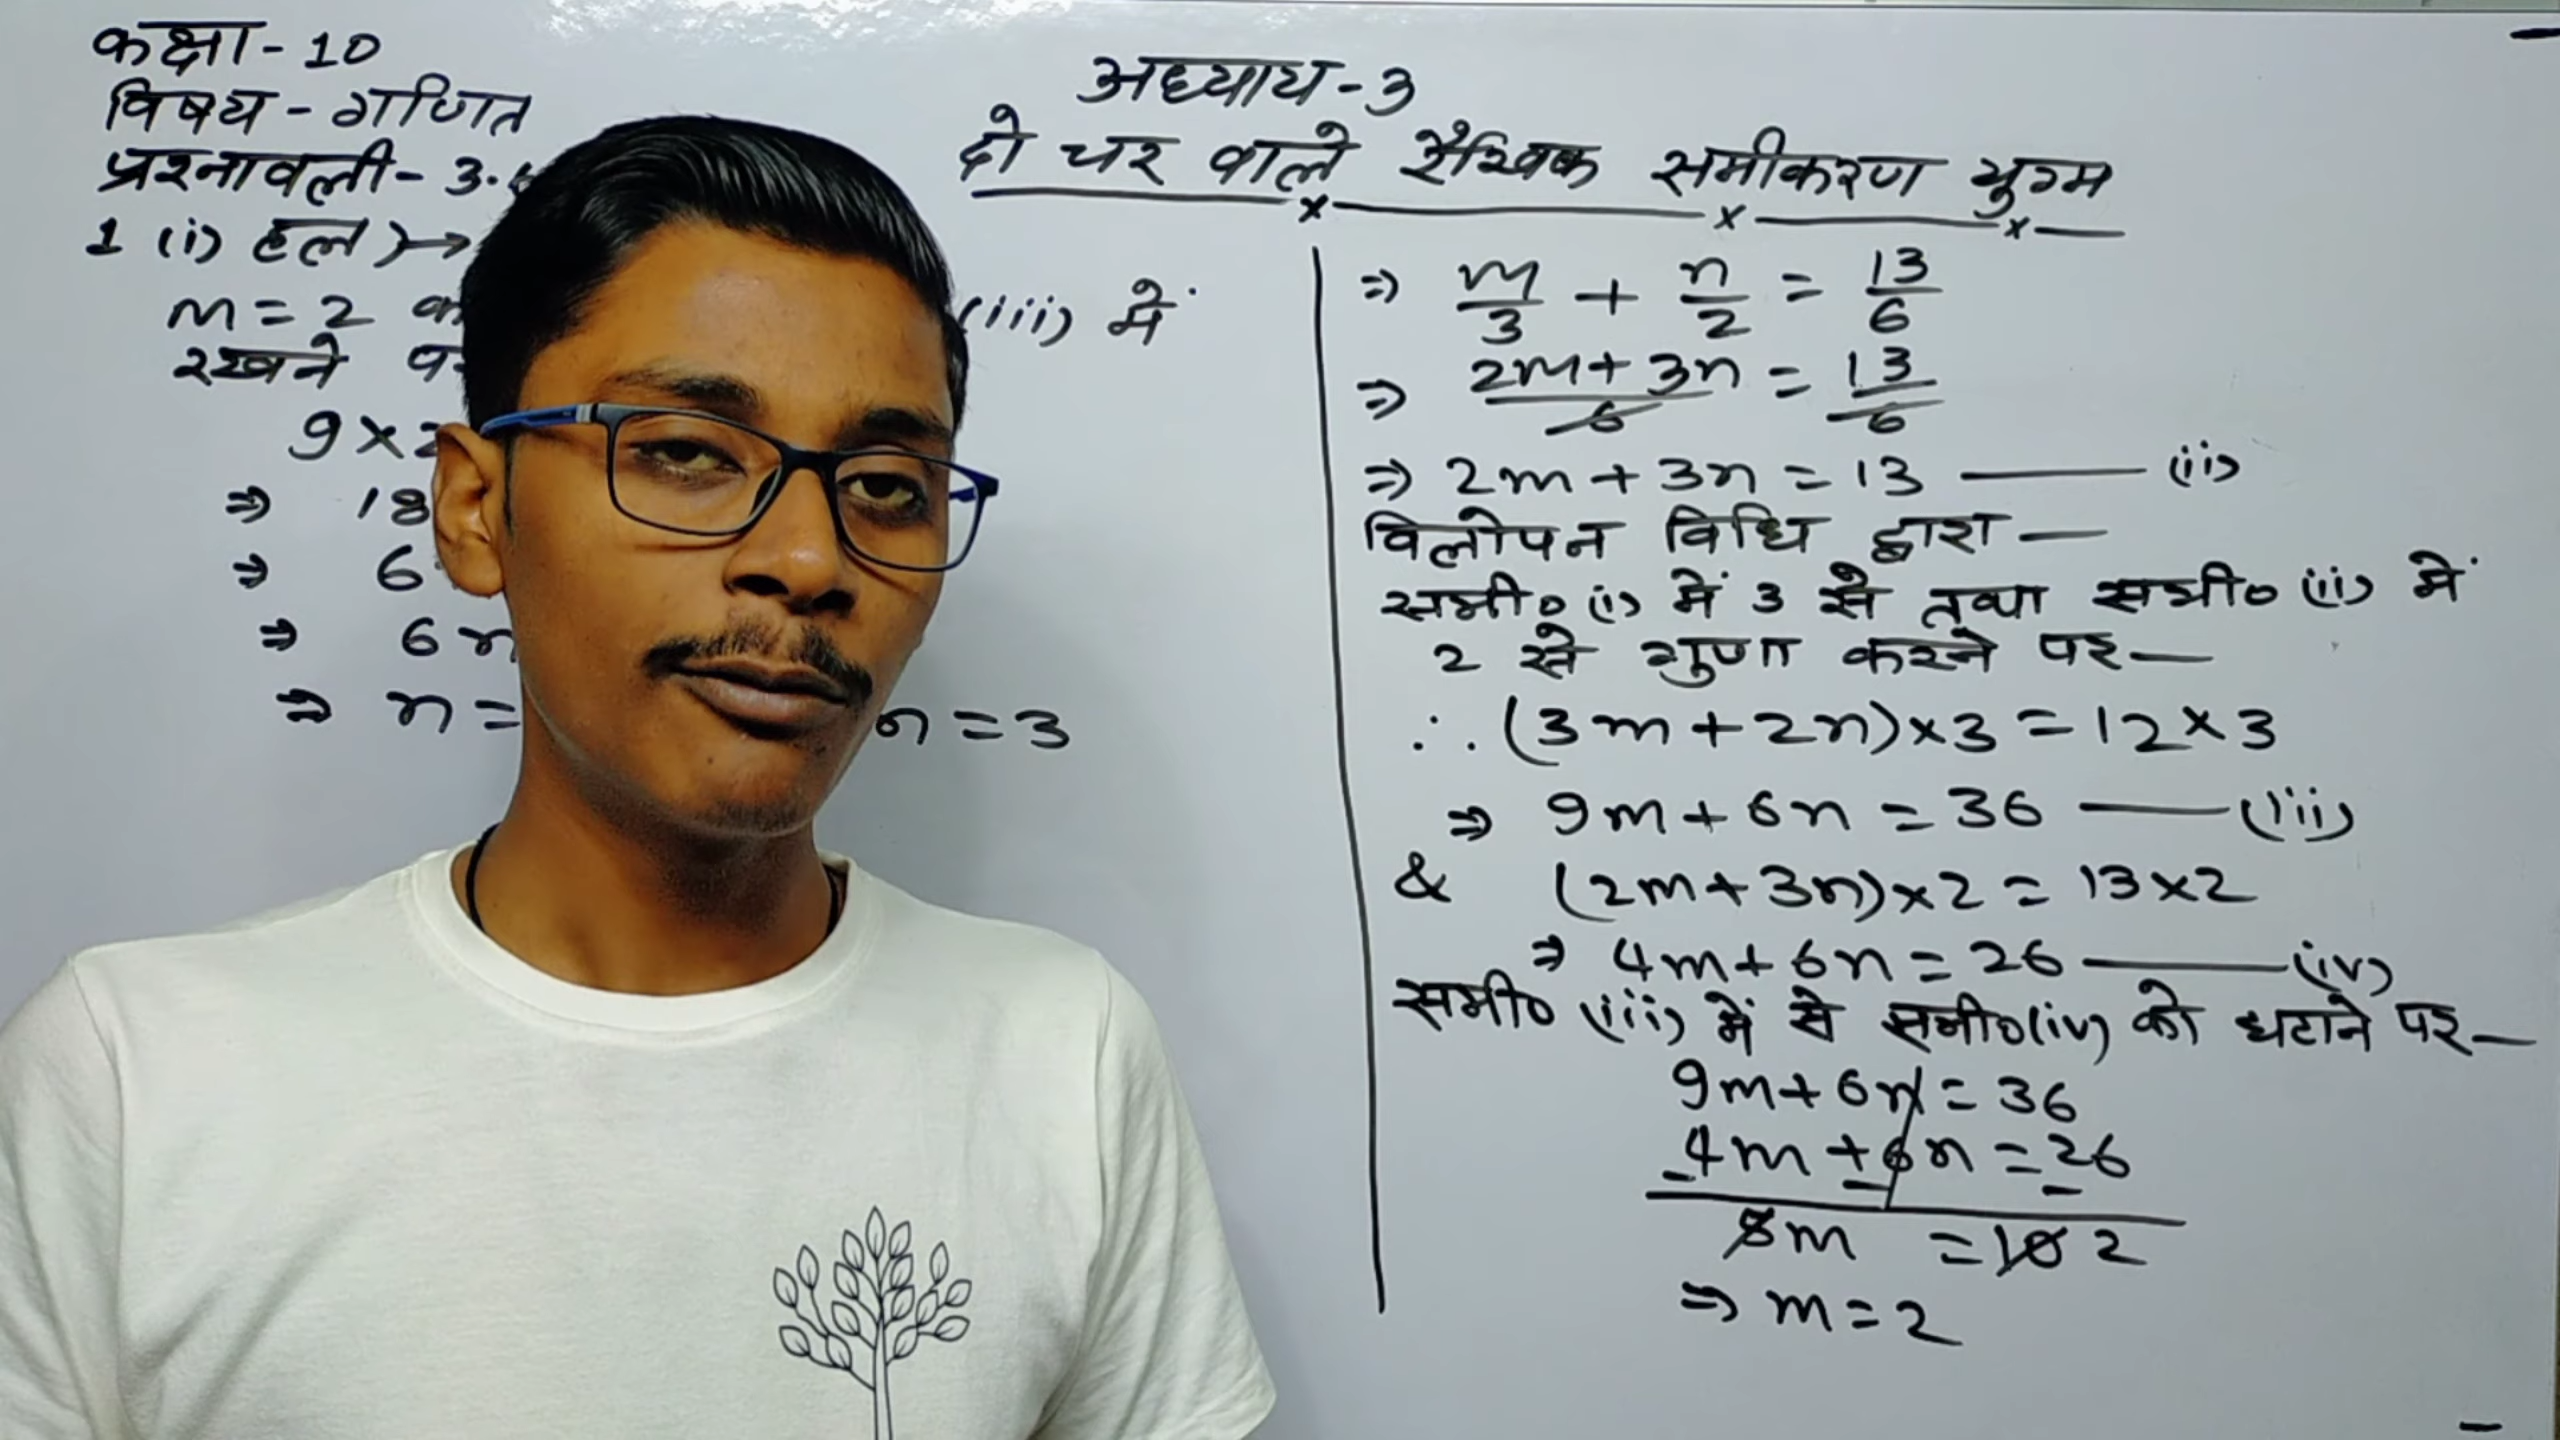 कक्षा - 10
विषय - गणित
प्रश्नावली - 3.
1 (i) हल) →
m = 2
(iii) में
रखने
9 × 2
⇒ 18
⇒ 6
⇒ 6n
⇒ n =
n = 3
अध्याय - 3
दो चर वाले रैखिक समीकरण युग्म
⇒ m/3 + n/2 = 13/6
⇒ (2m + 3n)/6 = 13/6
⇒ 2m + 3n = 13 — (ii)
विलोपन विधि द्वारा —
समी० (i) में 3 से तथा समी० (ii) में
2 से गुणा करने पर —
∴ (3m + 2n) × 3 = 12 × 3
⇒ 9m + 6n = 36 — (iii)
& (2m + 3n) × 2 = 13 × 2
⇒ 4m + 6n = 26 — (iv)
समी० (iii) में से समी० (iv) को घटाने पर —
9m + 6n = 36
4m + 6n = 26
- - -
5m = 10 2
⇒ m = 2